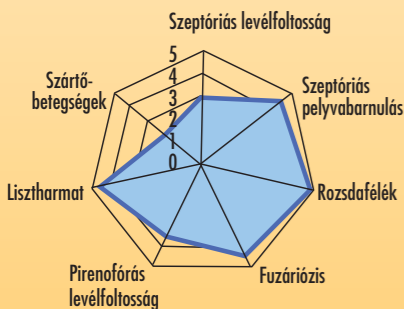 Szeptóriás levélfoltosság
5
4
3
2
1
0
Szeptóriás
pelyvabarnulás
Rozsdafélék
Fuzáriózis
Pirenofórás
levélfoltosság
Lisztharmat
Szártő-
betegségek